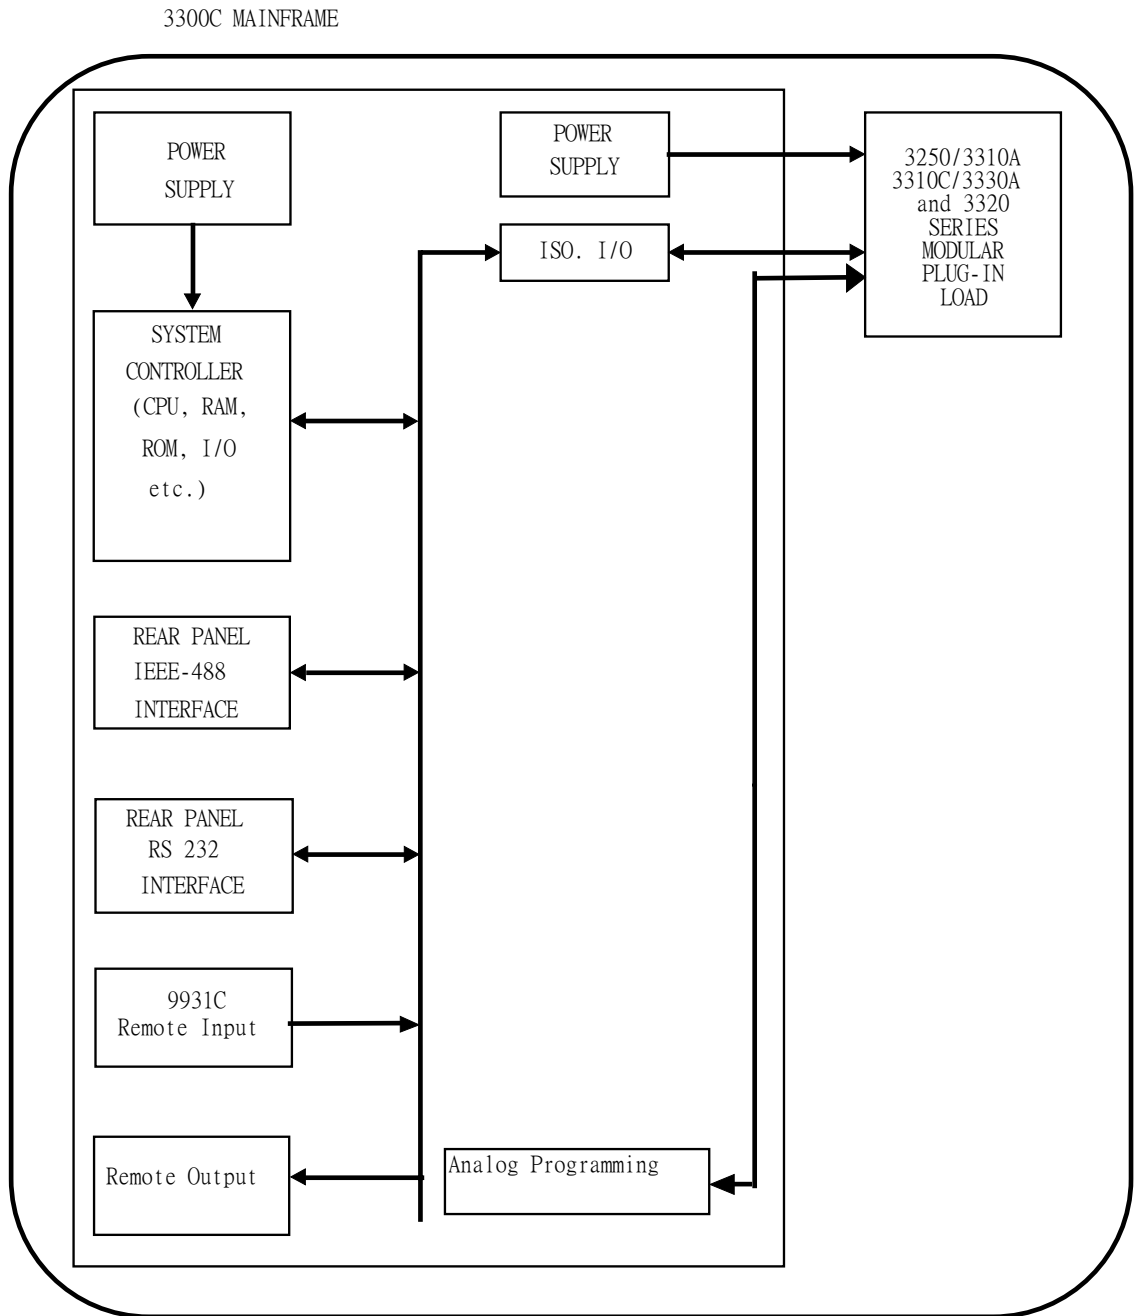 3300C MAINFRAME
POWER
SUPPLY
POWER
SUPPLY
3250/3310A
3310C/3330A
and 3320
SERIES
MODULAR
PLUG-IN
LOAD
ISO. I/O
SYSTEM
CONTROLLER
(CPU, RAM,
ROM, I/O
etc.)
REAR PANEL
IEEE-488
INTERFACE
REAR PANEL
RS 232
INTERFACE
9931C
Remote Input
Remote Output
Analog Programming